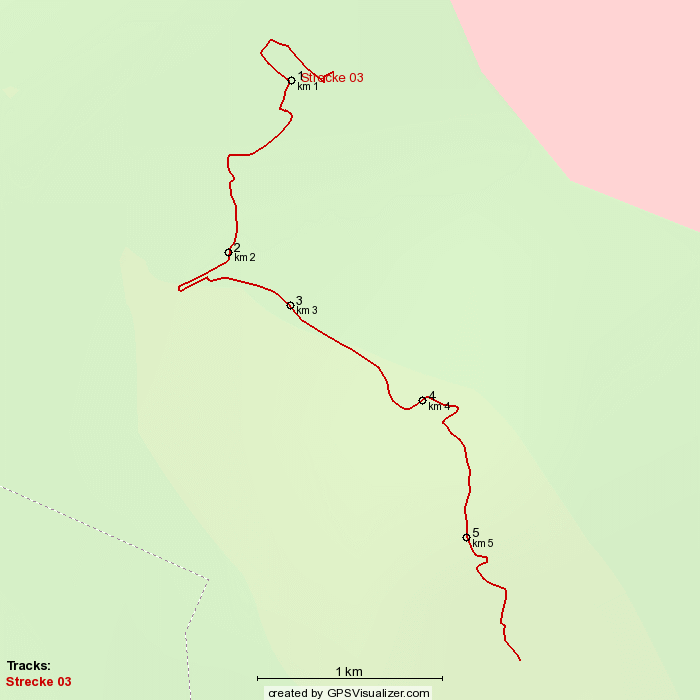 1
Strecke 03
km 1
2
km 2
3
km 3
4
km 4
5
km 5
Tracks:
Strecke 03
1 km
created by GPSVisualizer.com